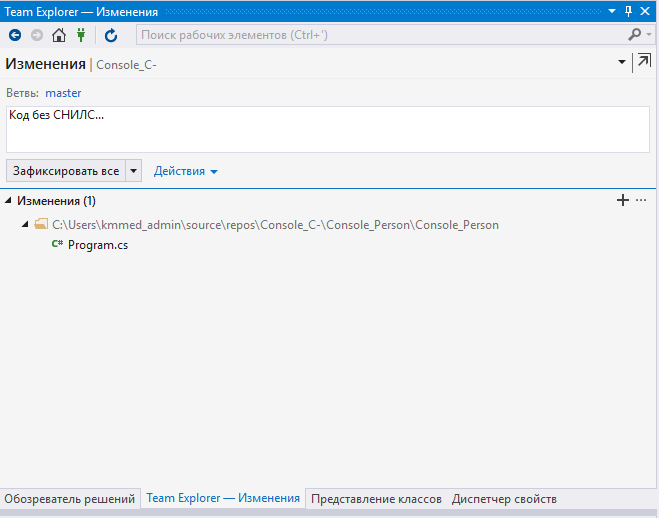 Team Explorer — Изменения
Поиск рабочих элементов (Ctrl+')
Изменения | Console_C-
Ветвь: master
Код без СНИЛС...
Зафиксировать все Действия
Изменения (1)
C:\Users\kmmed_admin\source\repos\Console_C-\Console_Person\Console_Person
C# Program.cs
Обозреватель решений Team Explorer — Изменения Представление классов Диспетчер свойств